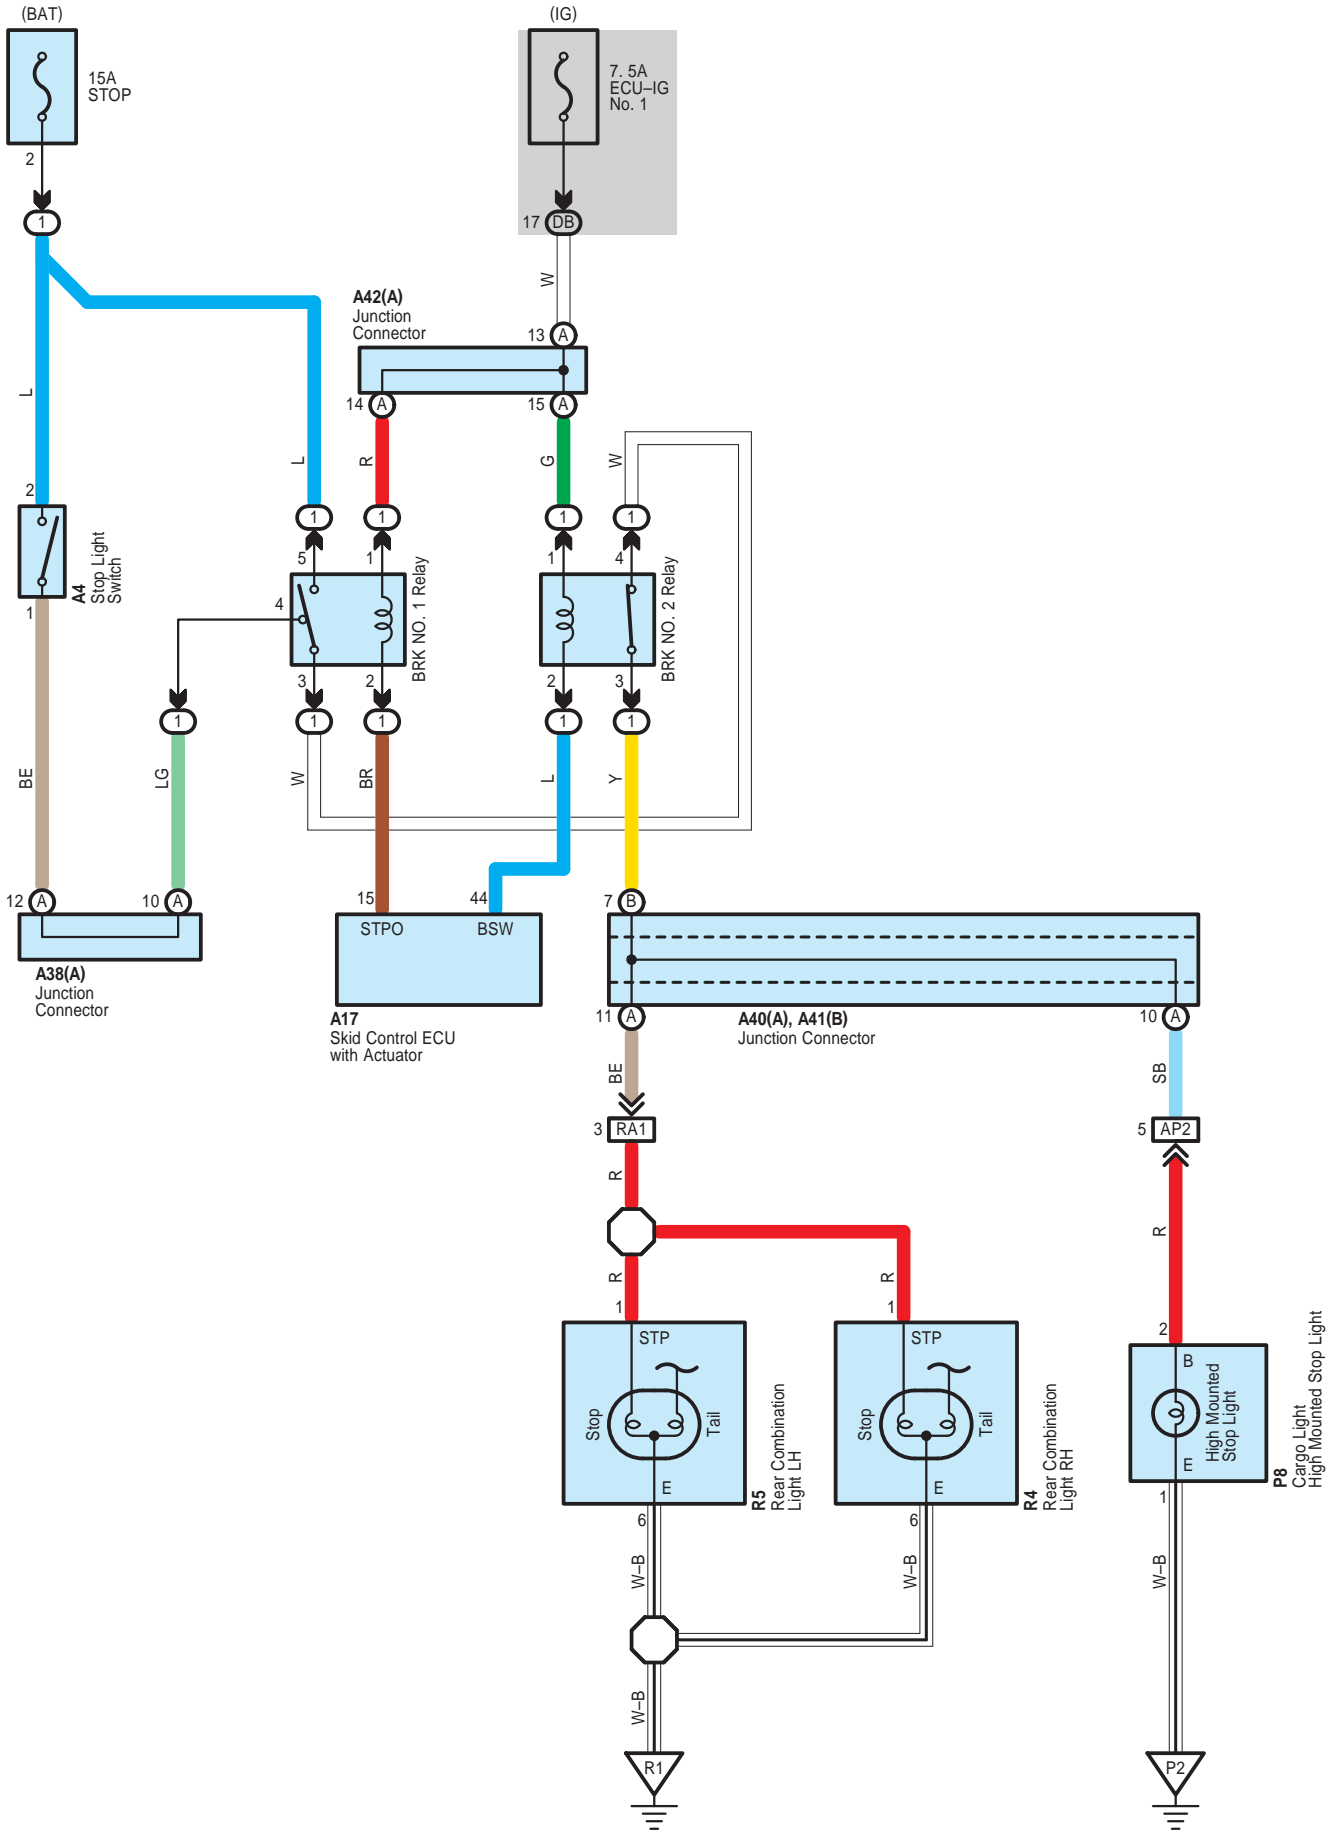 (BAT)
(IG)
15A
STOP
7. 5A
ECU–IG
No. 1
2
1
17
DB
W
A42(A)
Junction
Connector
13
A
14
A
15
A
L
L
R
G
W
2
1
1
1
1
5
1
1
4
A4
Stop Light
Switch
4
BRK NO. 1 Relay
BRK NO. 2 Relay
1
3
2
2
3
1
1
1
1
1
BE
LG
W
BR
L
Y
12
A
10
A
15
44
7
B
STPO
BSW
A38(A)
Junction
Connector
A17
Skid Control ECU
with Actuator
11
A
A40(A), A41(B)
Junction Connector
10
A
BE
SB
3
RA1
5
AP2
R
R
R
R
1
1
2
STP
STP
B
Stop
Tail
Stop
Tail
High Mounted
Stop Light
E
E
E
R5
Rear Combination
Light LH
R4
Rear Combination
Light RH
P8
Cargo Light
High Mounted Stop Light
6
6
1
W–B
W–B
W–B
W–B
R1
P2